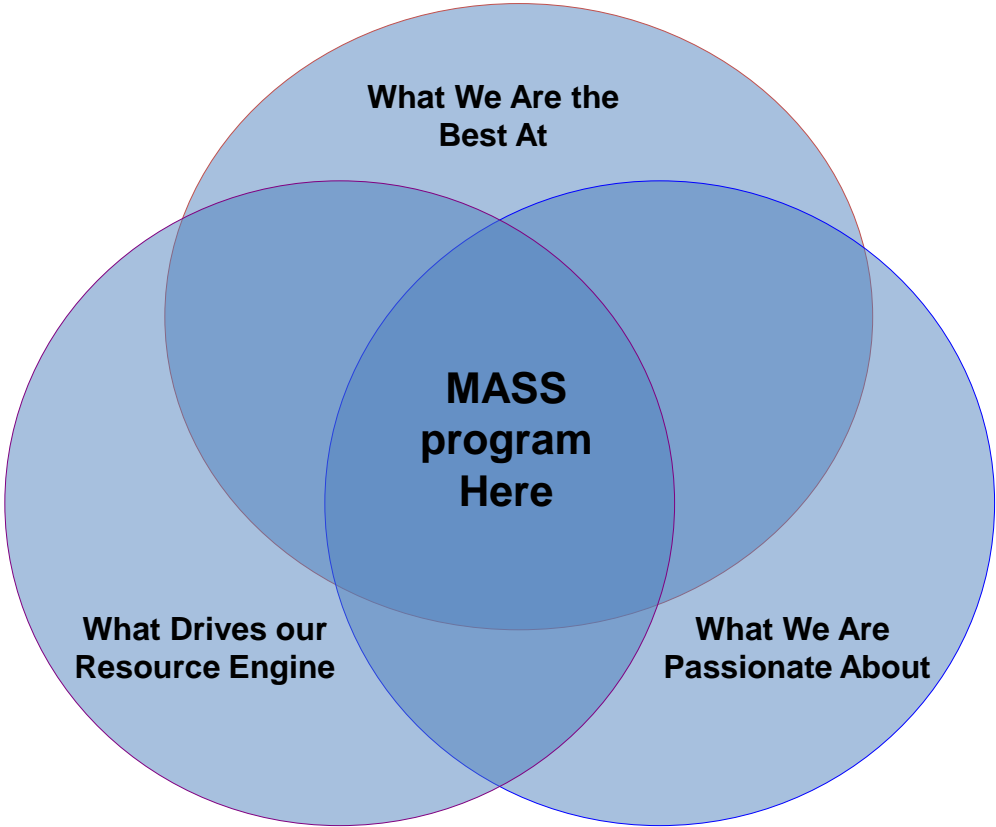 What We Are the
Best At
MASS
program
Here
What Drives our
Resource Engine
What We Are
Passionate About